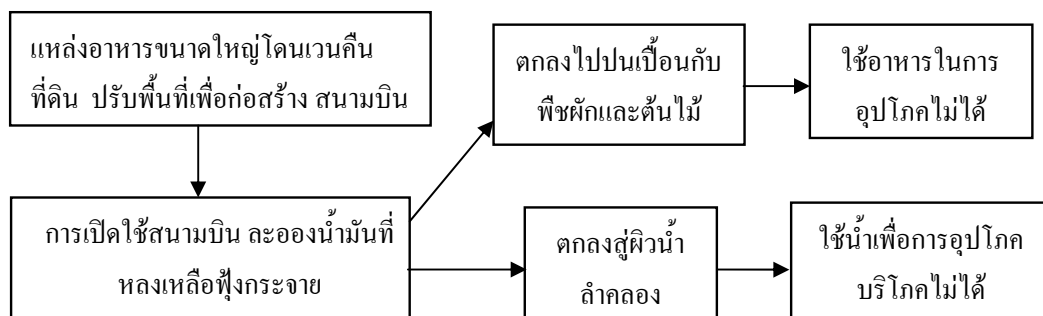 แหล่งอาหารขนาดใหญ่โดนเวนคืน
ที่ดิน ปรับพื้นที่เพื่อก่อสร้าง สนามบิน
ตกลงไปปนเปื้อนกับ
พืชผักและต้นไม้
ใช้อาหารในการ
อุปโภคไม่ได้
การเปิดใช้สนามบิน ละอองน้ำมันที่
หลงเหลือฟุ้งกระจาย
ตกลงสู่ผิวน้ำ
ลำคลอง
ใช้น้ำเพื่อการอุปโภค
บริโภคไม่ได้